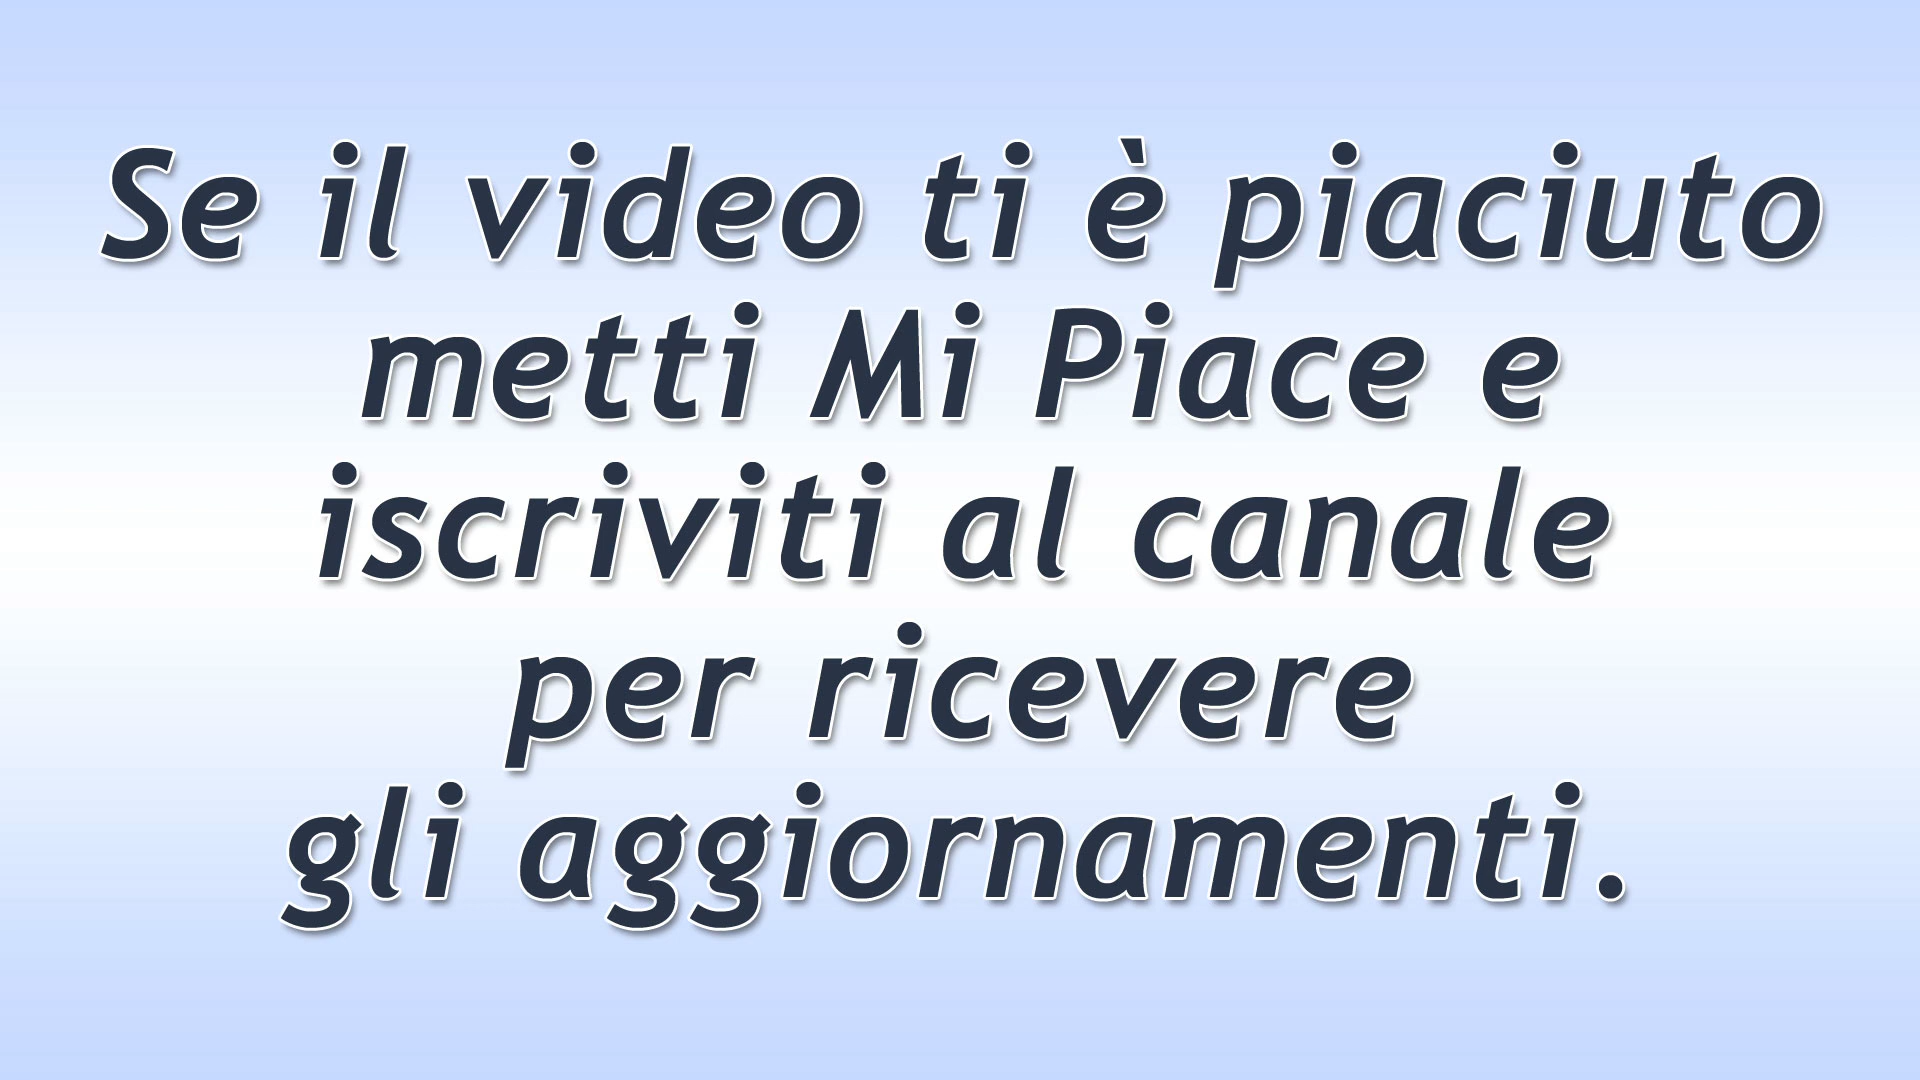 Se il video ti è piaciuto
metti Mi Piace e
iscriviti al canale
per ricevere
gli aggiornamenti.